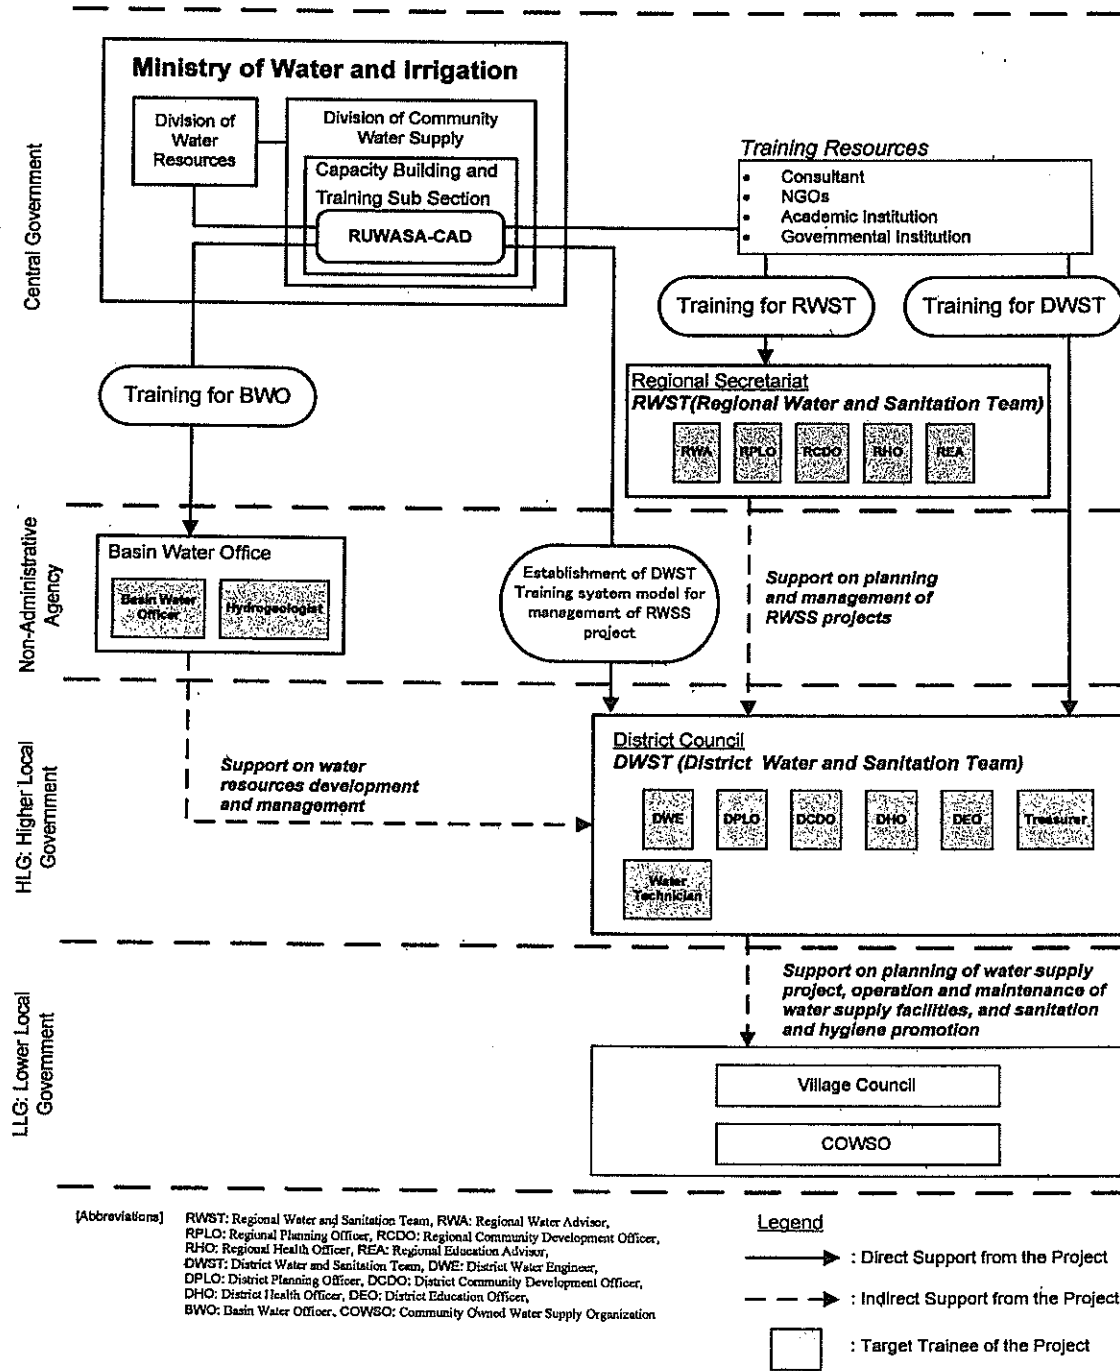 Ministry of Water and Irrigation
Division of
Water
Resources
Division of Community
Water Supply
Capacity Building and
Training Sub Section
RUWASA-CAD
Training Resources
• Consultant
• NGOs
• Academic Institution
• Governmental Institution
Central Government
Training for RWST
Training for DWST
Training for BWO
Regional Secretariat
RWST(Regional Water and Sanitation Team)
RWA
RPLO
RCDO
RHO
REA
Non-Administrative
Agency
Basin Water Office
Basin Water
Officer
Hydrogeologist
Establishment of DWST
Training system model for
management of RWSS
project
Support on planning
and management of
RWSS projects
HLG: Higher Local
Government
Support on water
resources development
and management
District Council
DWST (District Water and Sanitation Team)
DWE
DPLO
DCDO
DHO
DEO
Treasurer
Water
Technician
LLG: Lower Local
Government
Support on planning of water supply
project, operation and maintenance of
water supply facilities, and sanitation
and hygiene promotion
Village Council
COWSO
[Abbreviations]
RWST: Regional Water and Sanitation Team, RWA: Regional Water Advisor,
RPLO: Regional Planning Officer, RCDO: Regional Community Development Officer,
RHO: Regional Health Officer, REA: Regional Education Advisor,
DWST: District Water and Sanitation Team, DWE: District Water Engineer,
DPLO: District Planning Officer, DCDO: District Community Development Officer,
DHO: District Health Officer, DEO: District Education Officer,
BWO: Basin Water Officer, COWSO: Community Owned Water Supply Organization
Legend
: Direct Support from the Project
: Indirect Support from the Project
: Target Trainee of the Project